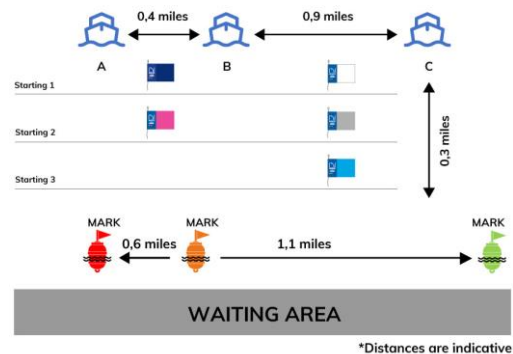 0,4 miles
0,9 miles
A
B
C
Starting 1
Starting 2
0,3 miles
Starting 3
MARK
MARK
MARK
0,6 miles
1,1 miles
WAITING AREA
*Distances are indicative